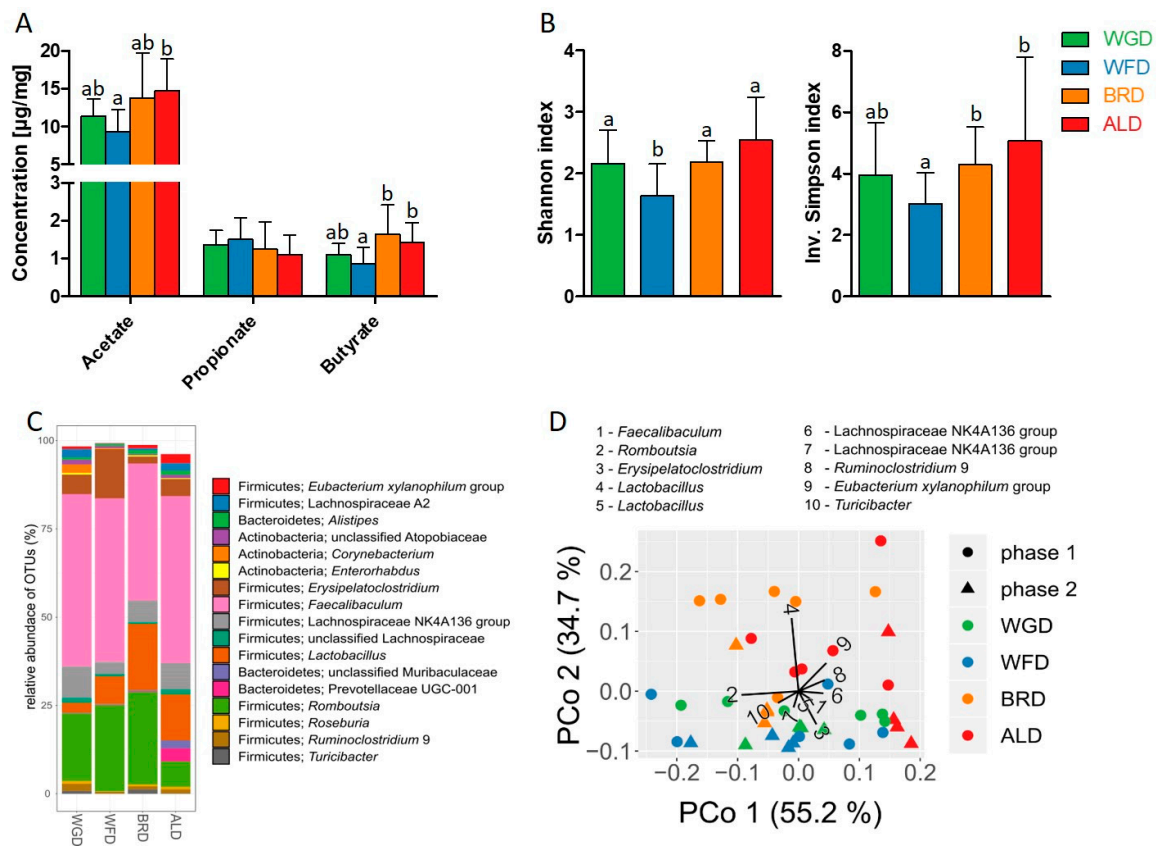 A
B
Concentration [µg/mg]
20
15
10
5
3
2
1
0
ab
a
ab
b
ab
a
b
b
Acetate
Propionate
Butyrate
Shannon index
4
3
2
1
0
a
b
a
a
Inv. Simpson index
8
6
4
2
0
ab
a
b
b
WGD
WFD
BRD
ALD
C
relative abundace of OTUs (%)
100
75
50
25
0
WGD
WFD
BRD
ALD
Firmicutes; Eubacterium xylanophilum group
Firmicutes; Lachnospiraceae A2
Bacteroidetes; Alistipes
Actinobacteria; unclassified Atopobiaceae
Actinobacteria; Corynebacterium
Actinobacteria; Enterorhabdus
Firmicutes; Erysipelatoclostridium
Firmicutes; Faecalibaculum
Firmicutes; Lachnospiraceae NK4A136 group
Firmicutes; unclassified Lachnospiraceae
Firmicutes; Lactobacillus
Bacteroidetes; unclassified Muribaculaceae
Bacteroidetes; Prevotellaceae UGC-001
Firmicutes; Romboutsia
Firmicutes; Roseburia
Firmicutes; Ruminoclostridium 9
Firmicutes; Turicibacter
D
1 - Faecalibaculum
2 - Romboutsia
3 - Erysipelatoclostridium
4 - Lactobacillus
5 - Lactobacillus
6 - Lachnospiraceae NK4A136 group
7 - Lachnospiraceae NK4A136 group
8 - Ruminoclostridium 9
9 - Eubacterium xylanophilum group
10 - Turicibacter
PCo 2 (34.7 %)
0.2
0.1
0.0
−0.1
4
9
8
6
2
10
1
5
7
3
−0.2
−0.1
0.0
0.1
0.2
PCo 1 (55.2 %)
phase 1
phase 2
WGD
WFD
BRD
ALD